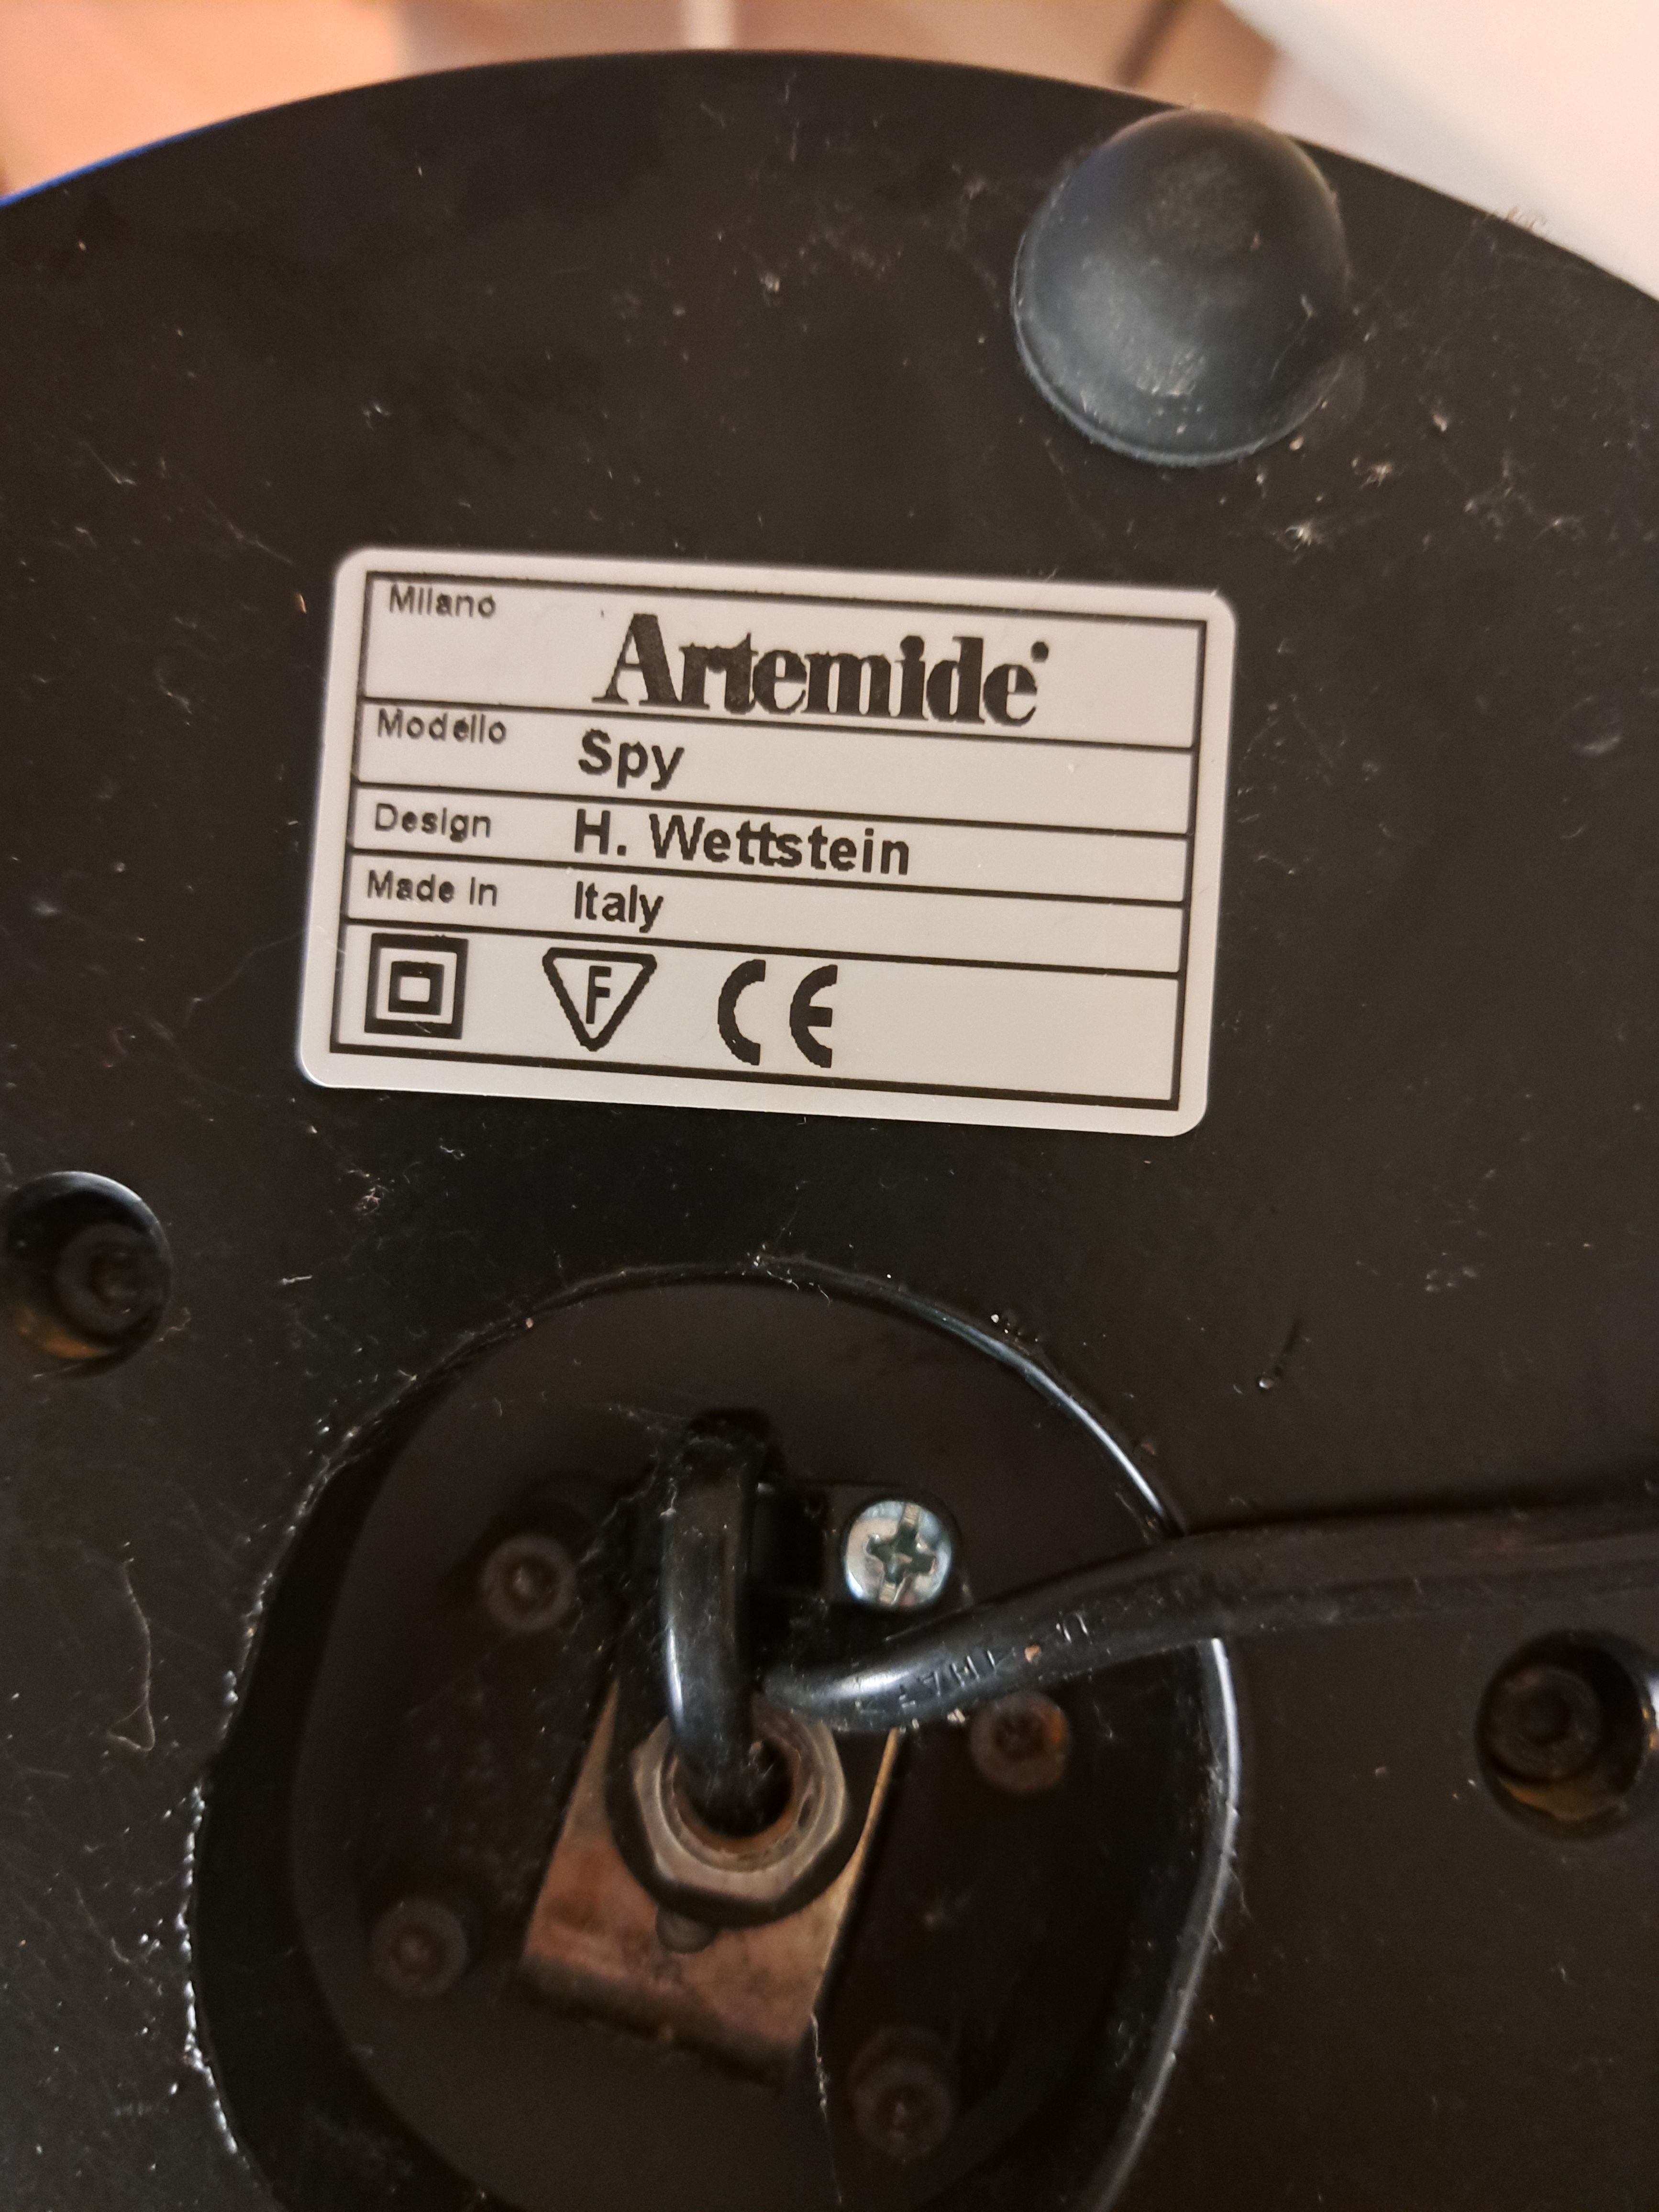 Milano
Artemide
Modello Spy
Design H. Wettstein
Made in Italy
F CE